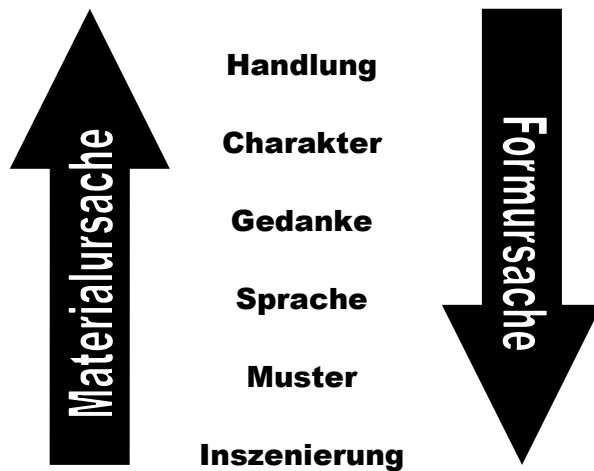 Materialursache
Handlung
Charakter
Gedanke
Sprache
Muster
Inszenierung
Formursache